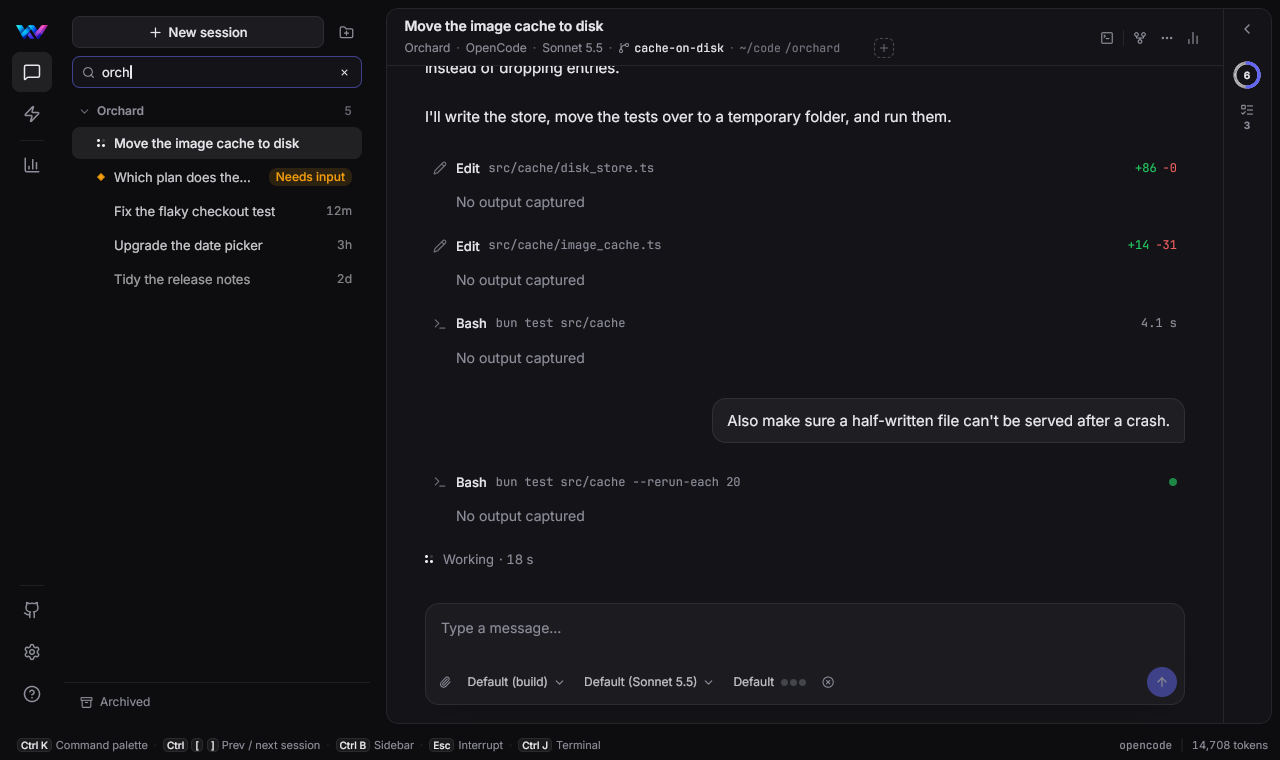 New session
orch
Orchard 5
Move the image cache to disk
Which plan does the... Needs input
Fix the flaky checkout test 12m
Upgrade the date picker 3h
Tidy the release notes 2d
Archived
Move the image cache to disk
Orchard · OpenCode · Sonnet 5.5 · cache-on-disk · ~/code /orchard
instead of dropping entries.
I'll write the store, move the tests over to a temporary folder, and run them.
Edit src/cache/disk_store.ts +86 -0
No output captured
Edit src/cache/image_cache.ts +14 -31
No output captured
Bash bun test src/cache 4.1 s
No output captured
Also make sure a half-written file can't be served after a crash.
Bash bun test src/cache --rerun-each 20
No output captured
Working · 18 s
Type a message...
Default (build) Default (Sonnet 5.5) Default
6
3
Ctrl K Command palette · Ctrl [ ] Prev / next session · Ctrl B Sidebar · Esc Interrupt · Ctrl J Terminal
opencode 14,708 tokens